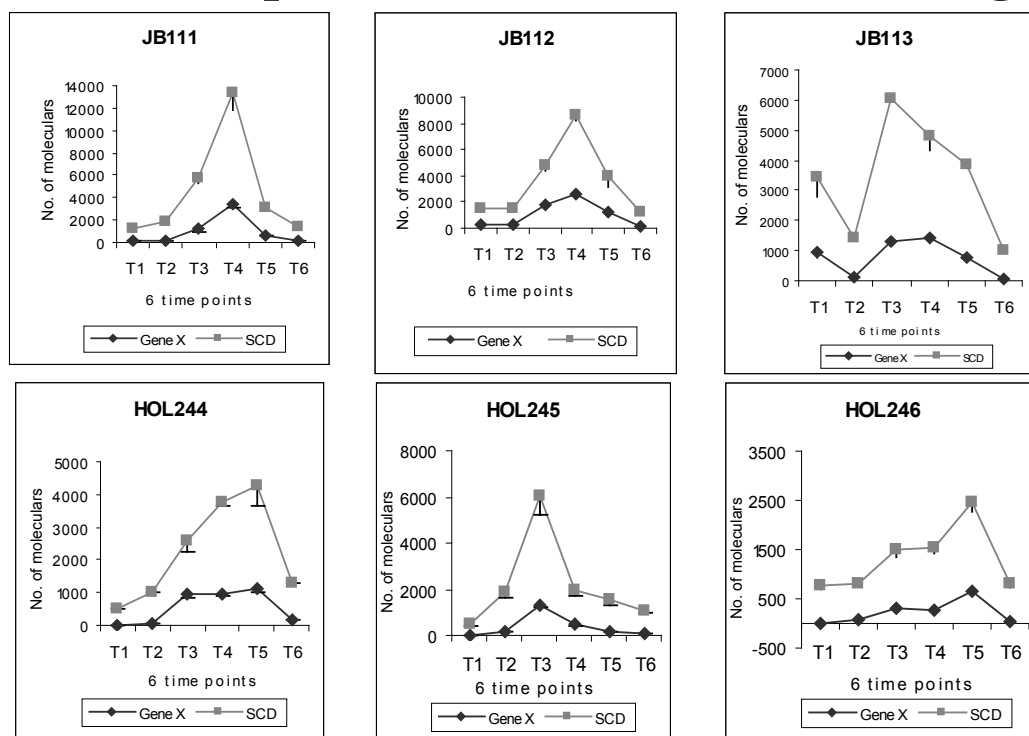 JB111
14000
12000
10000
8000
6000
4000
2000
0
No. of moleculars
T1 T2 T3 T4 T5 T6
6 time points
Gene X SCD
JB112
10000
8000
6000
4000
2000
0
No. of moleculars
T1 T2 T3 T4 T5 T6
6 time points
Gene X SCD
JB113
7000
6000
5000
4000
3000
2000
1000
0
No. of moleculars
T1 T2 T3 T4 T5 T6
6 time points
Gene X SCD
HOL244
5000
4000
3000
2000
1000
0
No. of moleculars
T1 T2 T3 T4 T5 T6
6 time points
Gene X SCD
HOL245
8000
6000
4000
2000
0
No. of moleculars
T1 T2 T3 T4 T5 T6
6 time points
Gene X SCD
HOL246
3500
2500
1500
500
-500
No. of moleculars
T1 T2 T3 T4 T5 T6
6 time points
Gene X SCD